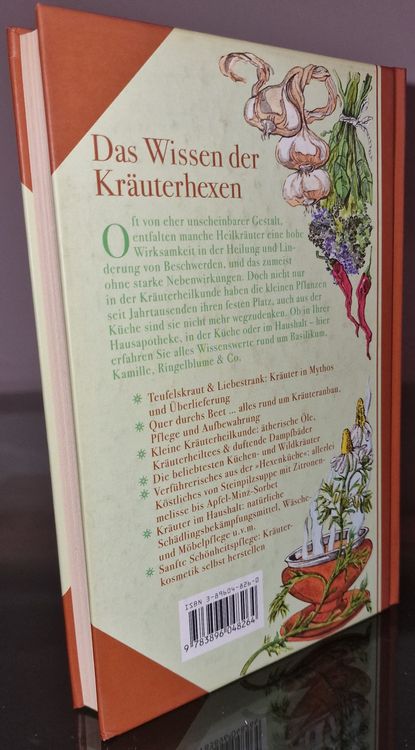 Das Wissen der
Kräuterhexen
Oft von eher unscheinbarer Gestalt,
entfalten manche Heilkräuter eine hohe
Wirksamkeit in der Heilung und Lin-
derung von Beschwerden, und das zumeist
ohne starke Nebenwirkungen. Doch nicht nur
in der Kräuterheilkunde haben die kleinen Pflanzen
seit Jahrtausenden ihren festen Platz, auch aus der
Küche sind sie nicht mehr wegzudenken. Ob in Ihrer
Hausapotheke, in der Küche oder im Haushalt – hier
erfahren Sie alles Wissenswerte rund um Basilikum,
Kamille, Ringelblume & Co.
* Teufelskraut & Liebestrank: Kräuter in Mythos
und Überlieferung
* Quer durchs Beet ... alles rund um Kräuteranbau,
Pflege und Aufbewahrung
* Kleine Kräuterheilkunde: ätherische Öle,
Kräuterheiltees & duftende Dampfbäder
* Die beliebtesten Küchen- und Wildkräuter
* Verführerisches aus der »Hexenküche«: allerlei
Köstliches von Steinpilzsuppe mit Zitronen-
melisse bis Apfel-Minz-Sorbet
* Kräuter im Haushalt: natürliche
Schädlingsbekämpfungsmittel, Wäsche-
und Möbelpflege u.v.m.
* Sanfte Schönheitspflege: Kräuter-
kosmetik selbst herstellen
ISBN 3-89604-826-0
9 783896 048264